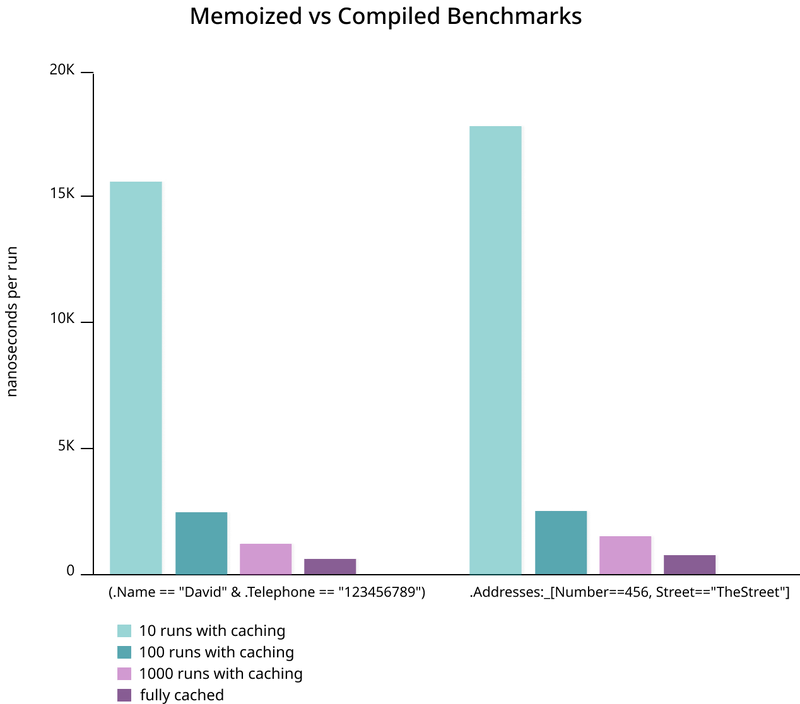 Memoized vs Compiled Benchmarks
20K
15K
10K
5K
0
nanoseconds per run
(.Name == "David" & .Telephone == "123456789")
.Addresses:_[Number==456, Street=="TheStreet"]
10 runs with caching
100 runs with caching
1000 runs with caching
fully cached